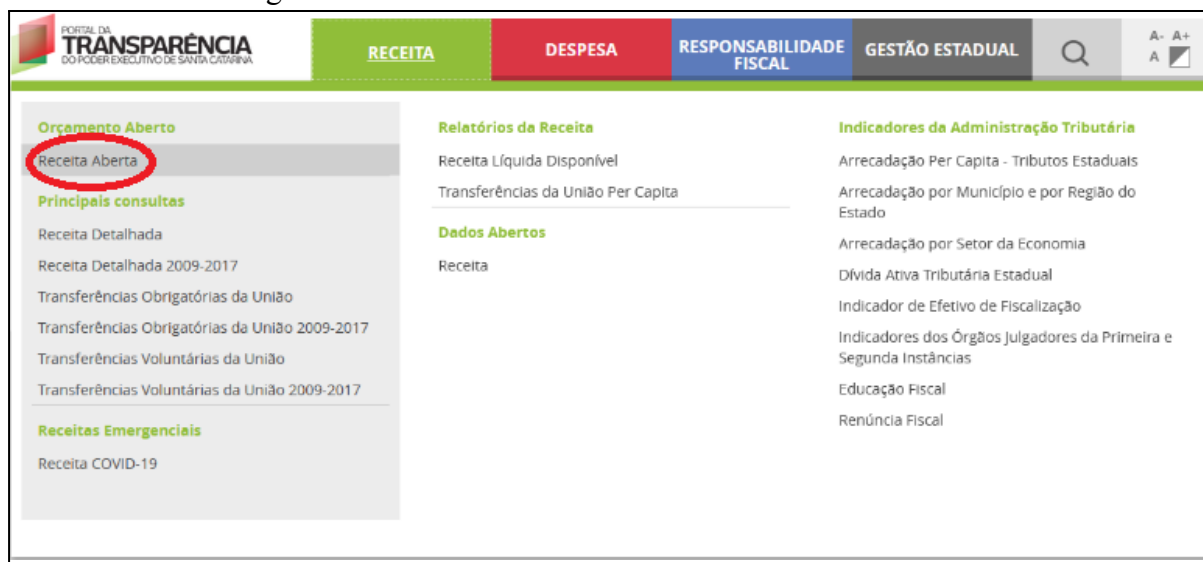 PORTAL DA
TRANSPARÊNCIA
DO PODER EXECUTIVO DE SANTA CATARINA
RECEITA
DESPESA
RESPONSABILIDADE
FISCAL
GESTÃO ESTADUAL
A- A+
A
Orçamento Aberto
Receita Aberta
Principais consultas
Receita Detalhada
Receita Detalhada 2009-2017
Transferências Obrigatórias da União
Transferências Obrigatórias da União 2009-2017
Transferências Voluntárias da União
Transferências Voluntárias da União 2009-2017
Receitas Emergenciais
Receita COVID-19
Relatórios da Receita
Receita Líquida Disponível
Transferências da União Per Capita
Dados Abertos
Receita
Indicadores da Administração Tributária
Arrecadação Per Capita - Tributos Estaduais
Arrecadação por Município e por Região do
Estado
Arrecadação por Setor da Economia
Dívida Ativa Tributária Estadual
Indicador de Efetivo de Fiscalização
Indicadores dos Órgãos Julgadores da Primeira e
Segunda Instâncias
Educação Fiscal
Renúncia Fiscal